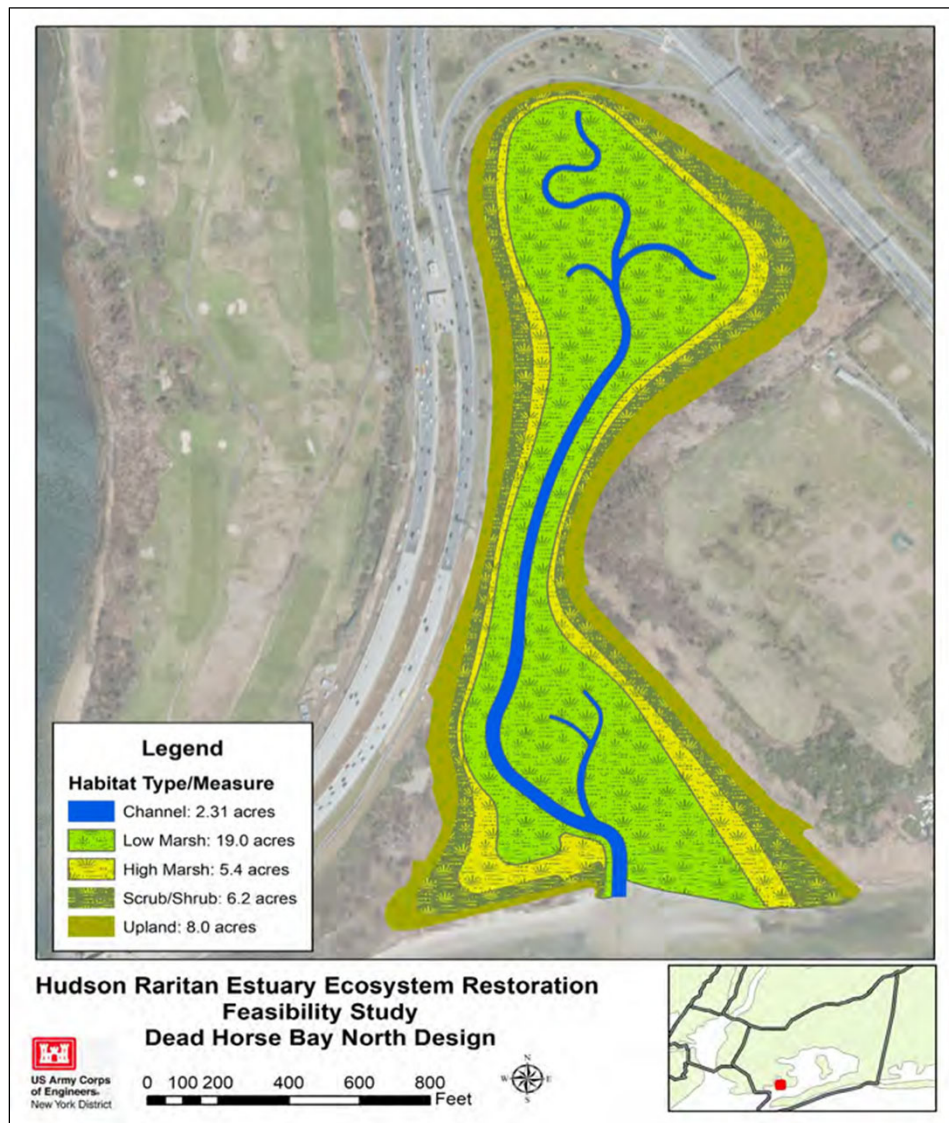 Legend
Habitat Type/Measure
Channel: 2.31 acres
Low Marsh: 19.0 acres
High Marsh: 5.4 acres
Scrub/Shrub: 6.2 acres
Upland: 8.0 acres
Hudson Raritan Estuary Ecosystem Restoration
Feasibility Study
Dead Horse Bay North Design
US Army Corps
of Engineers®
New York District
0 100 200 400 600 800
Feet
N
W E
S